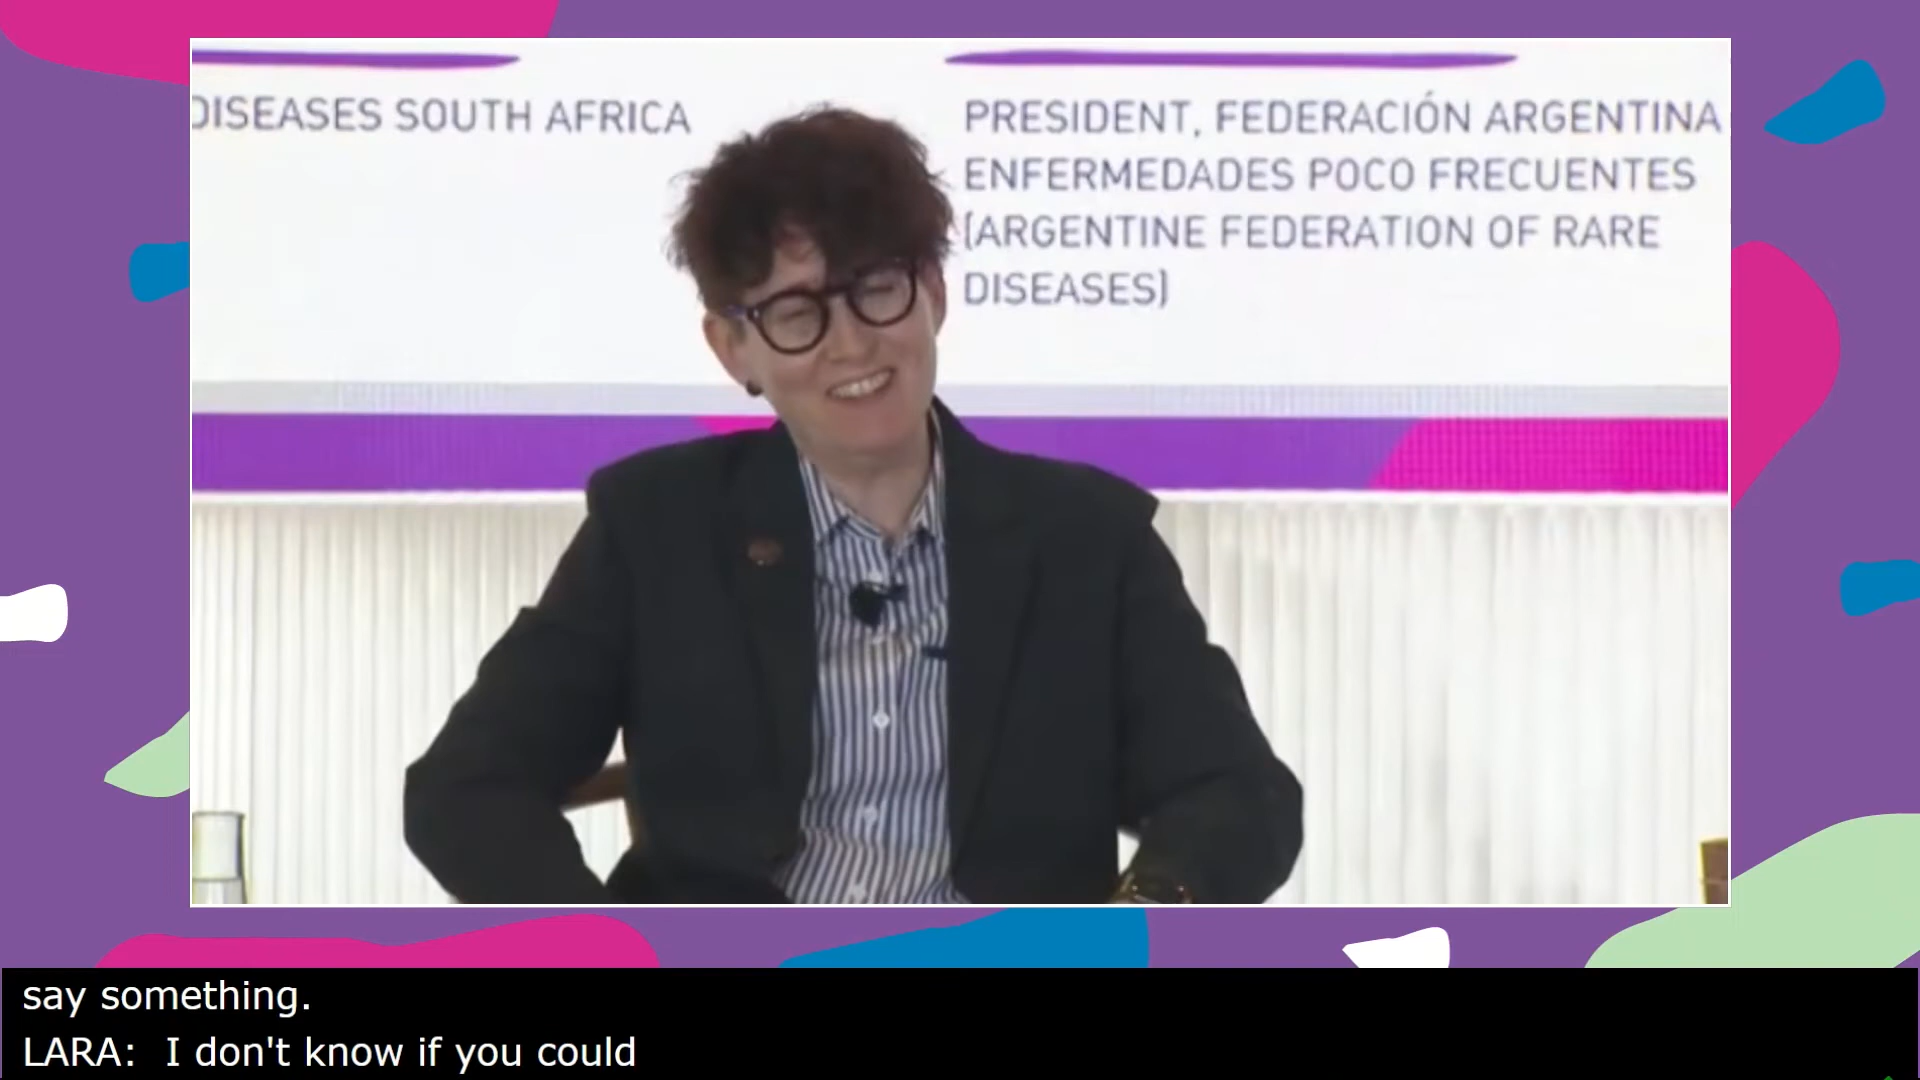 DISEASES SOUTH AFRICA
PRESIDENT, FEDERACIÓN ARGENTINA
ENFERMEDADES POCO FRECUENTES
(ARGENTINE FEDERATION OF RARE
DISEASES)
say something.
LARA:  I don't know if you could